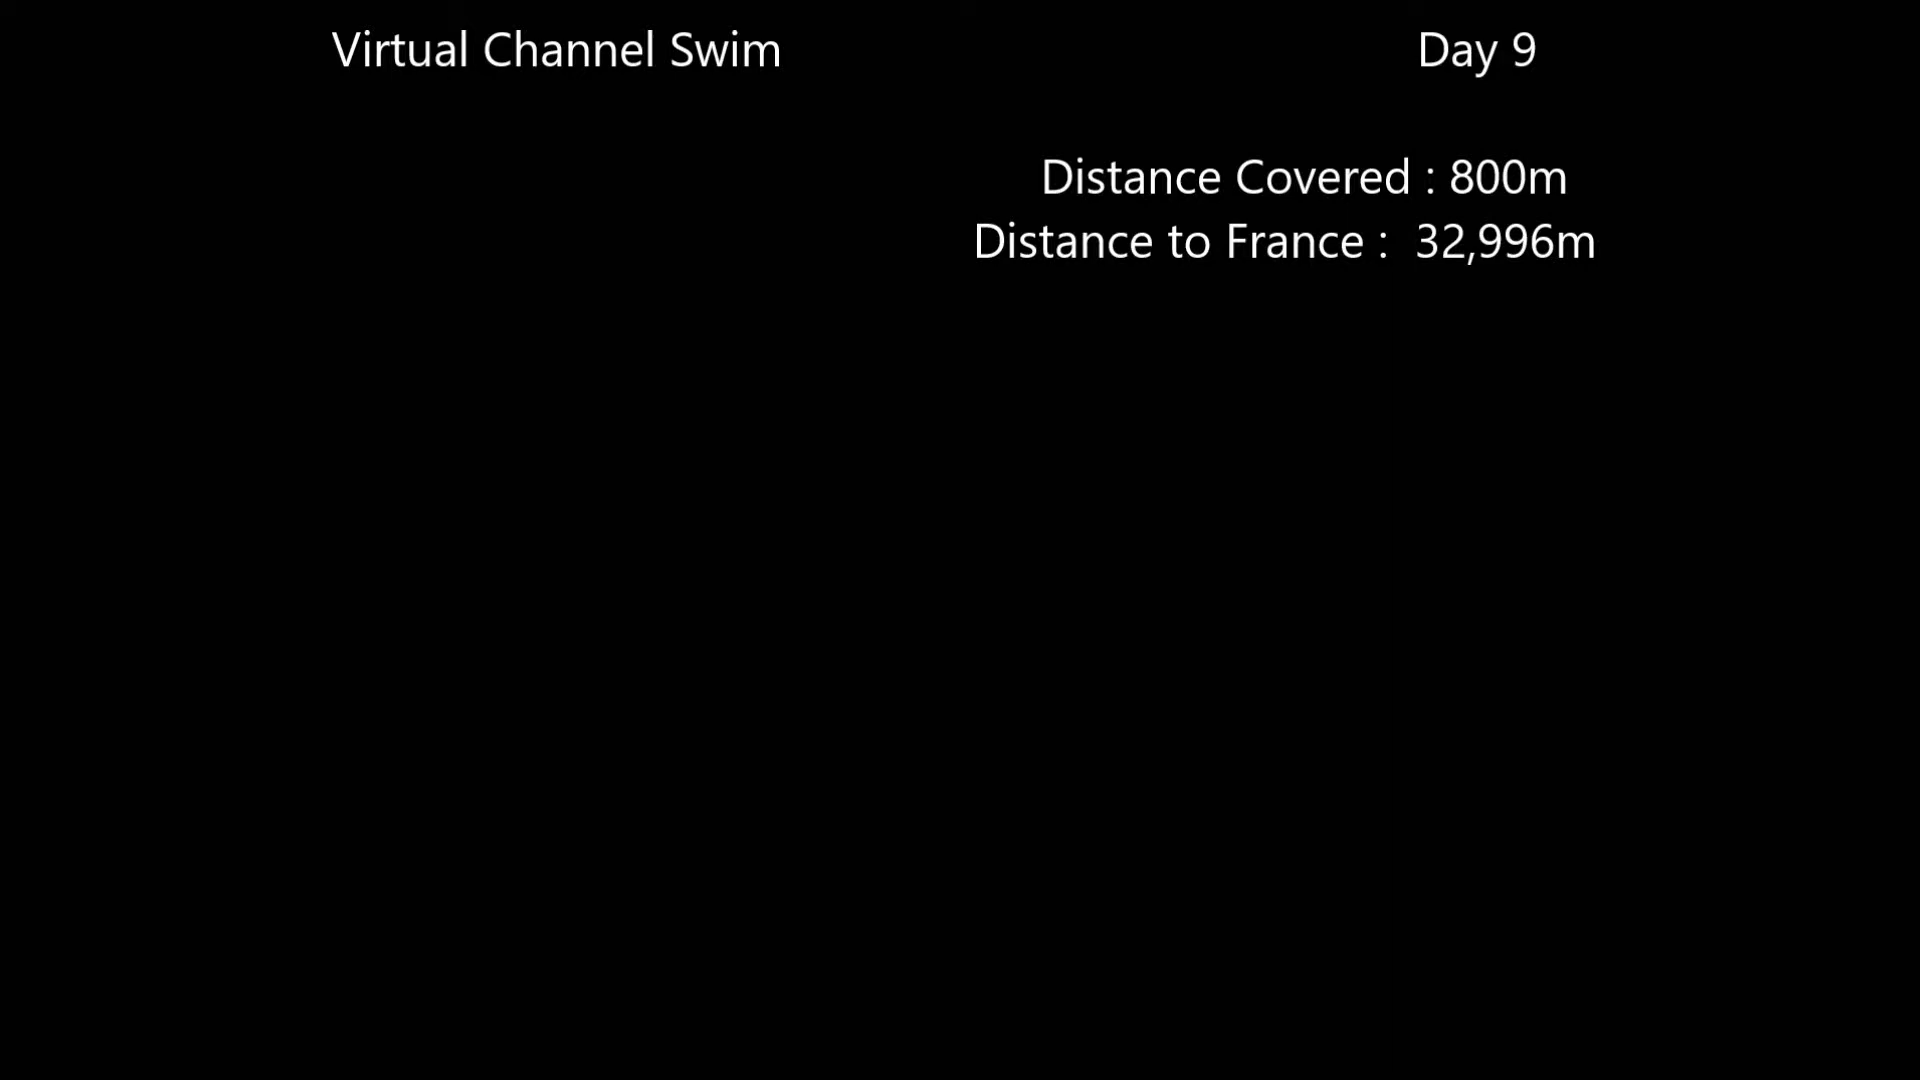 Virtual Channel Swim Day 9
Distance Covered : 800m
Distance to France : 32,996m